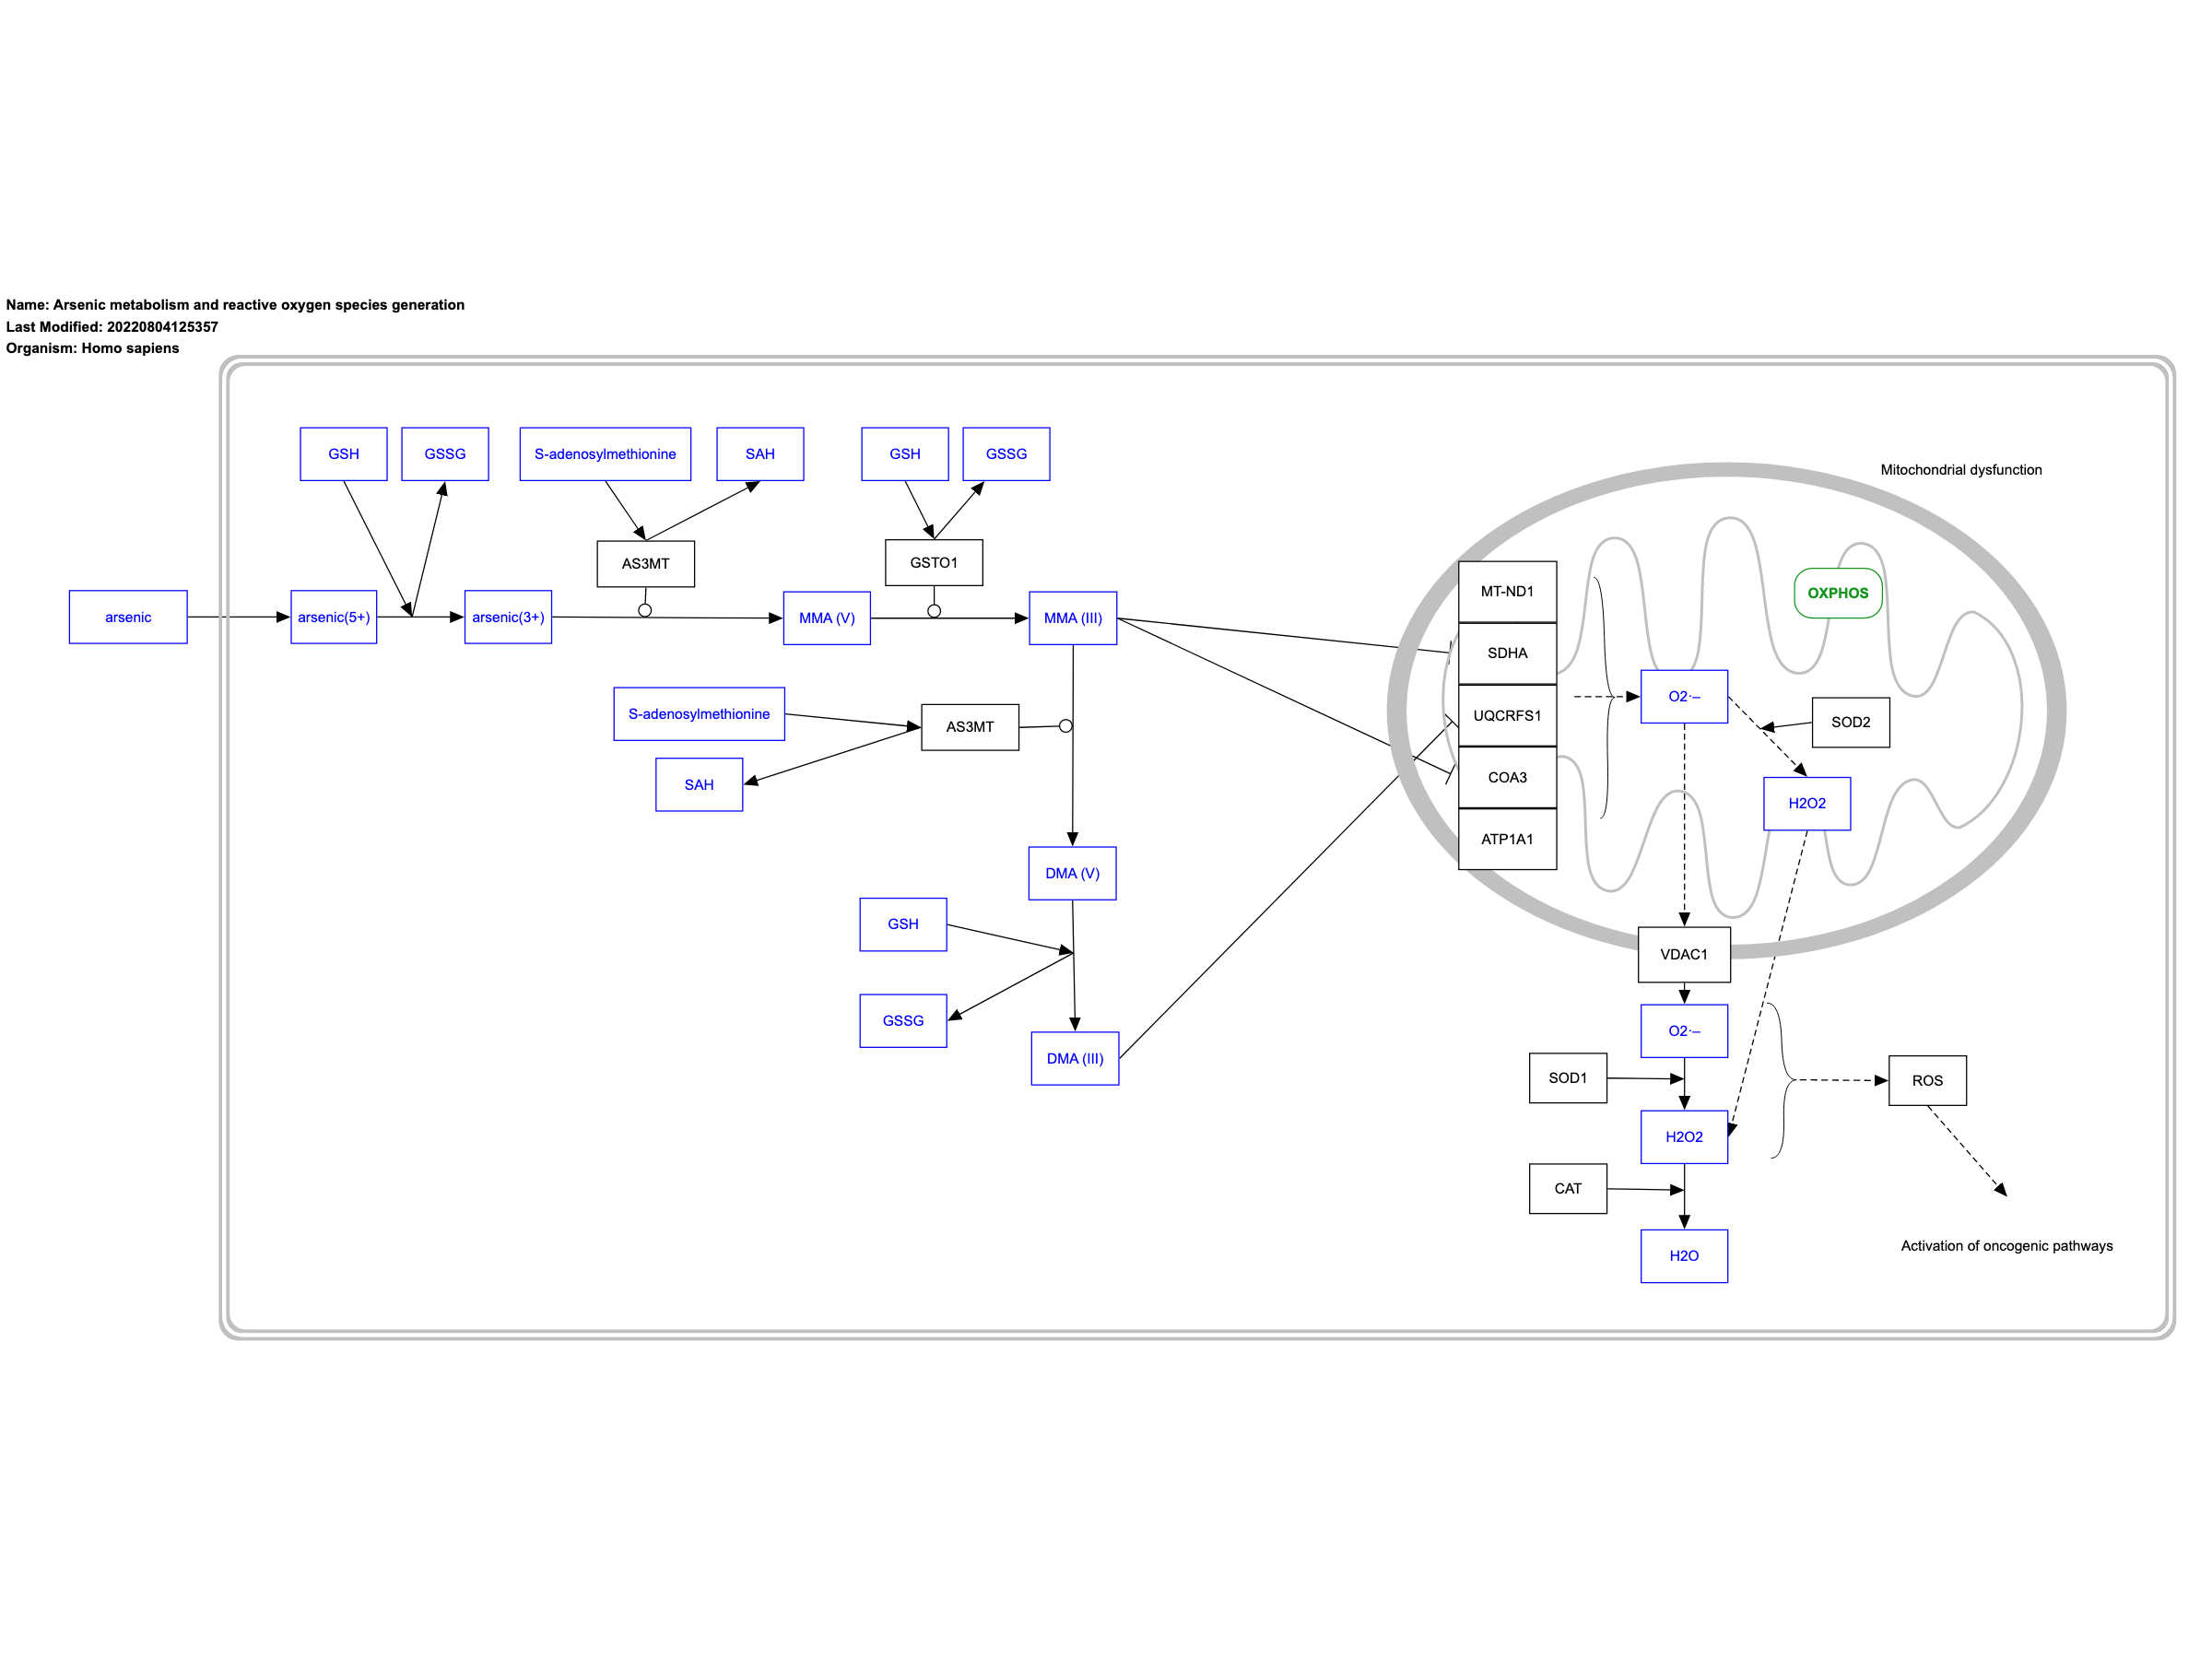 Name: Arsenic metabolism and reactive oxygen species generation
Last Modified: 20220804125357
Organism: Homo sapiens
GSH
GSSG
S-adenosylmethionine
SAH
GSH
GSSG
Mitochondrial dysfunction
AS3MT
GSTO1
arsenic
arsenic(5+)
arsenic(3+)
MMA (V)
MMA (III)
MT-ND1
OXPHOS
SDHA
S-adenosylmethionine
AS3MT
UQCRFS1
O2·–
SOD2
SAH
COA3
H2O2
ATP1A1
DMA (V)
GSH
VDAC1
GSSG
O2·–
DMA (III)
SOD1
ROS
H2O2
CAT
H2O
Activation of oncogenic pathways